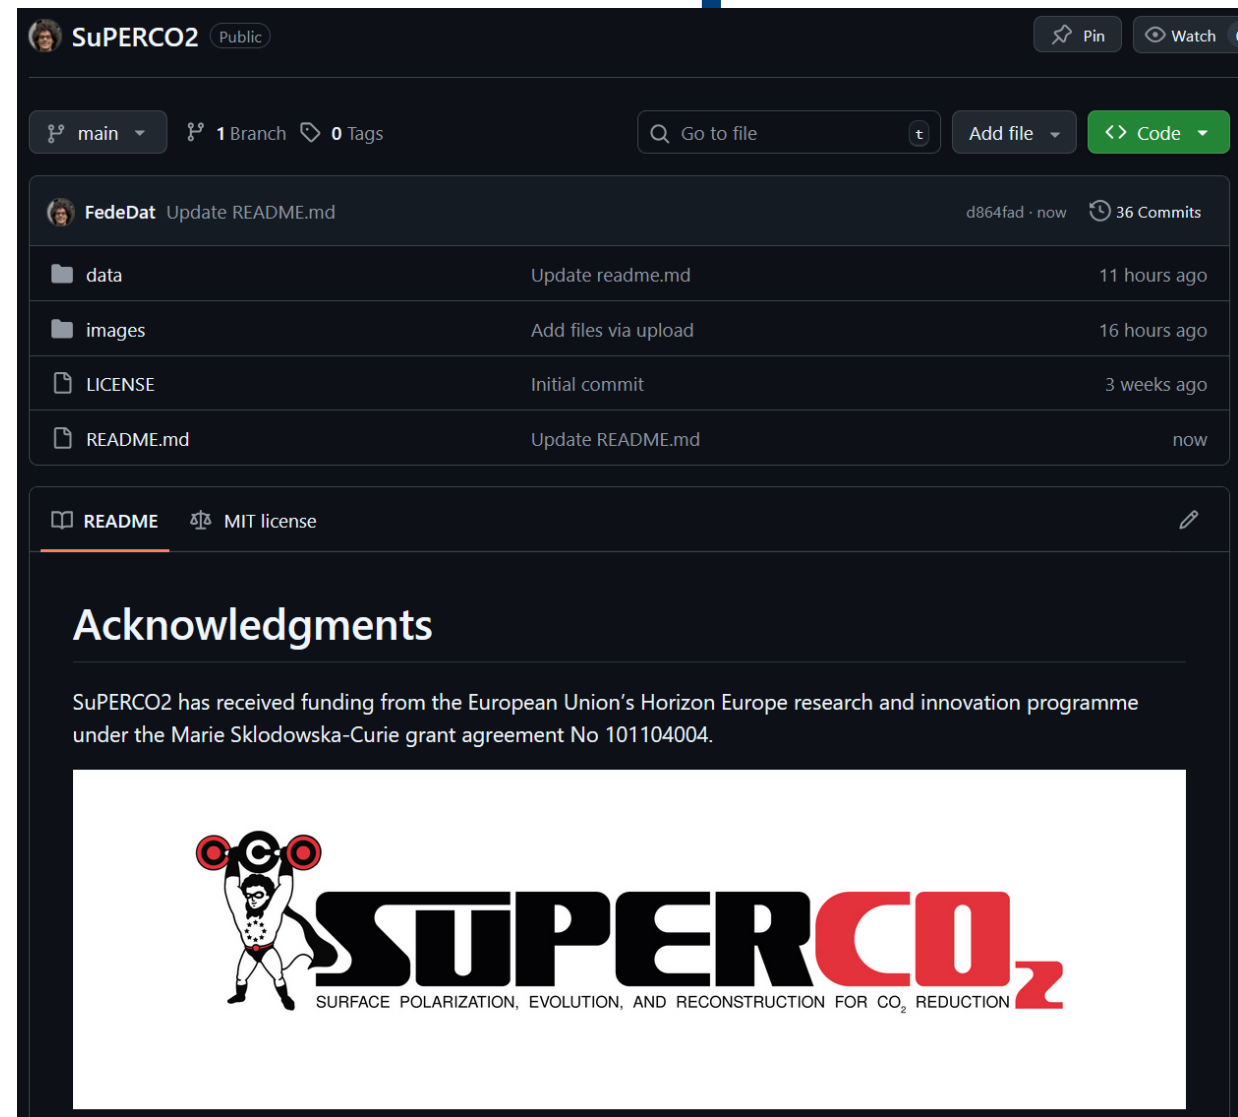 SuPERCO2 Public Pin Watch
main 1 Branch 0 Tags Go to file t Add file Code
FedeDat Update README.md d864fad · now 36 Commits
data Update readme.md 11 hours ago
images Add files via upload 16 hours ago
LICENSE Initial commit 3 weeks ago
README.md Update README.md now
README MIT license
Acknowledgments
SuPERCO2 has received funding from the European Union’s Horizon Europe research and innovation programme
under the Marie Sklodowska-Curie grant agreement No 101104004.
OCO
SuPERCO2
SURFACE POLARIZATION, EVOLUTION, AND RECONSTRUCTION FOR CO2 REDUCTION